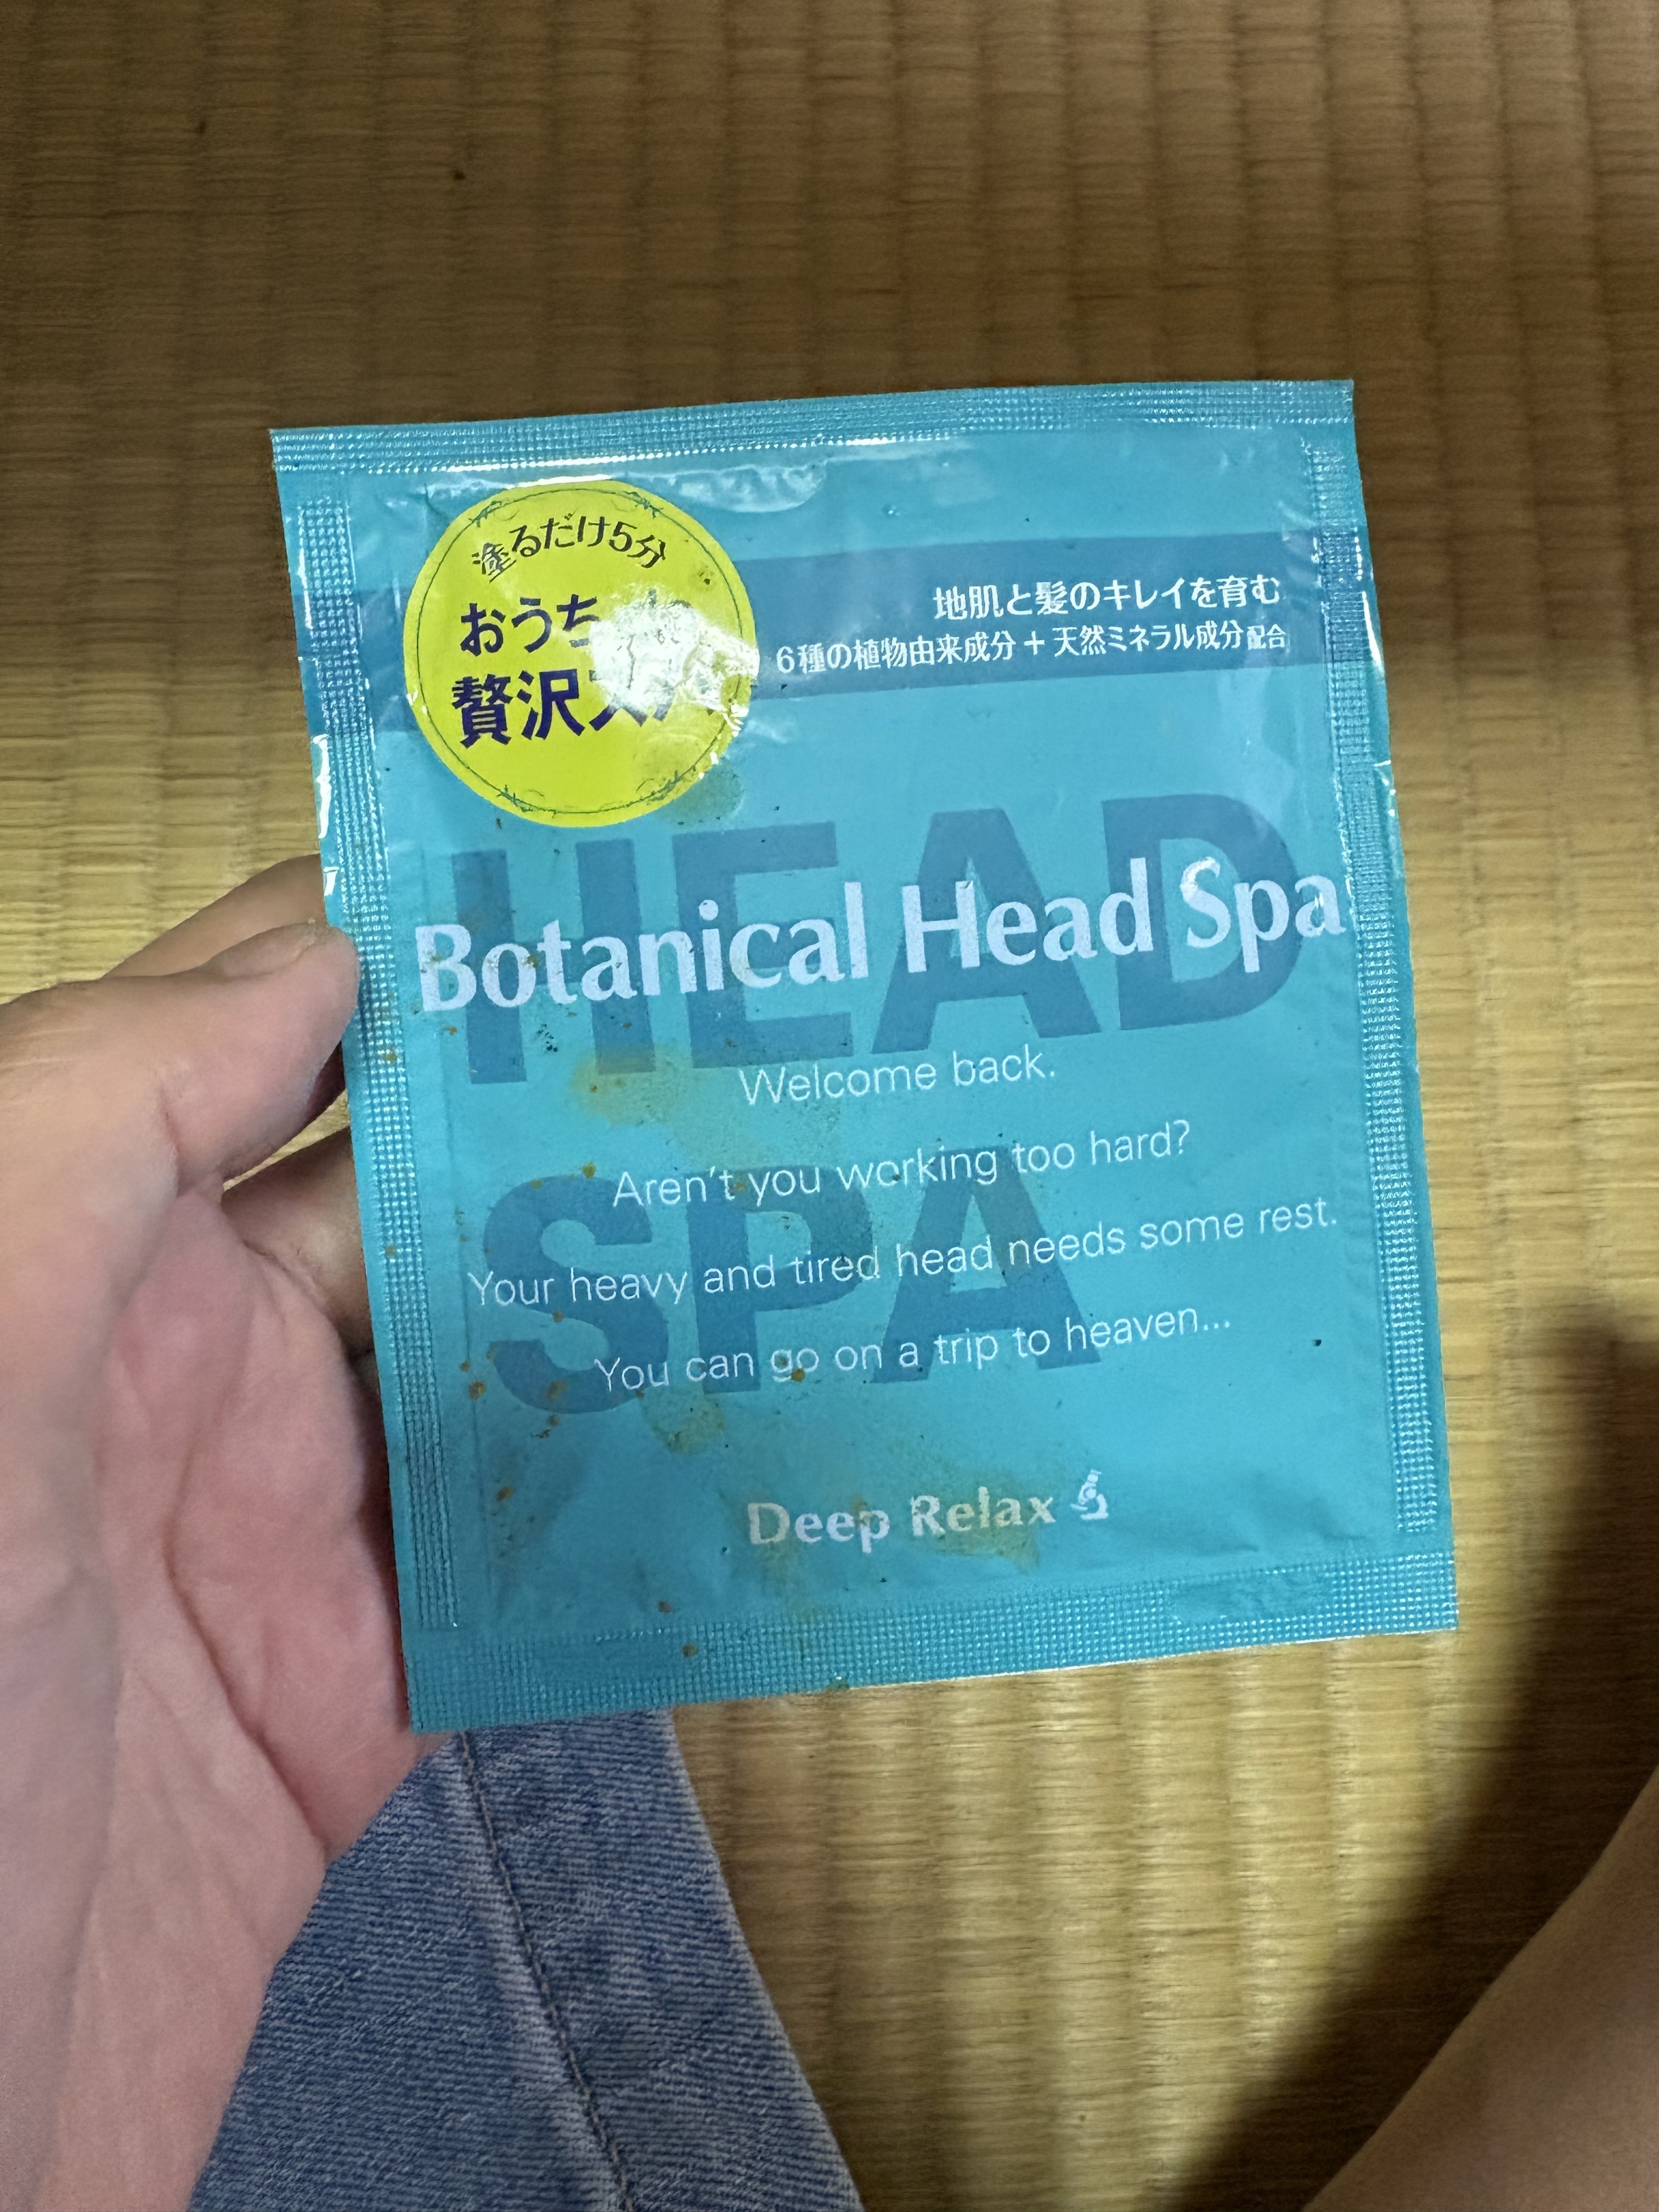 塗るだけ5分
おうち
贅沢
地肌と髪のキレイを育む
6種の植物由来成分+天然ミネラル成分配合
HEAD
Botanical Head Spa
Welcome back.
Aren't you working too hard?
Your heavy and tired head needs some rest.
You can go on a trip to heaven...
SPA
Deep Relax